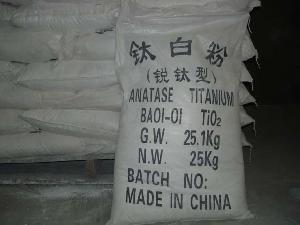 钛白粉
(锐钛型)
ANATASE TITANIUM
BA01-01 TiO2
G.W. 25.1Kg
N.W. 25Kg
BATCH NO:
MADE IN CHINA